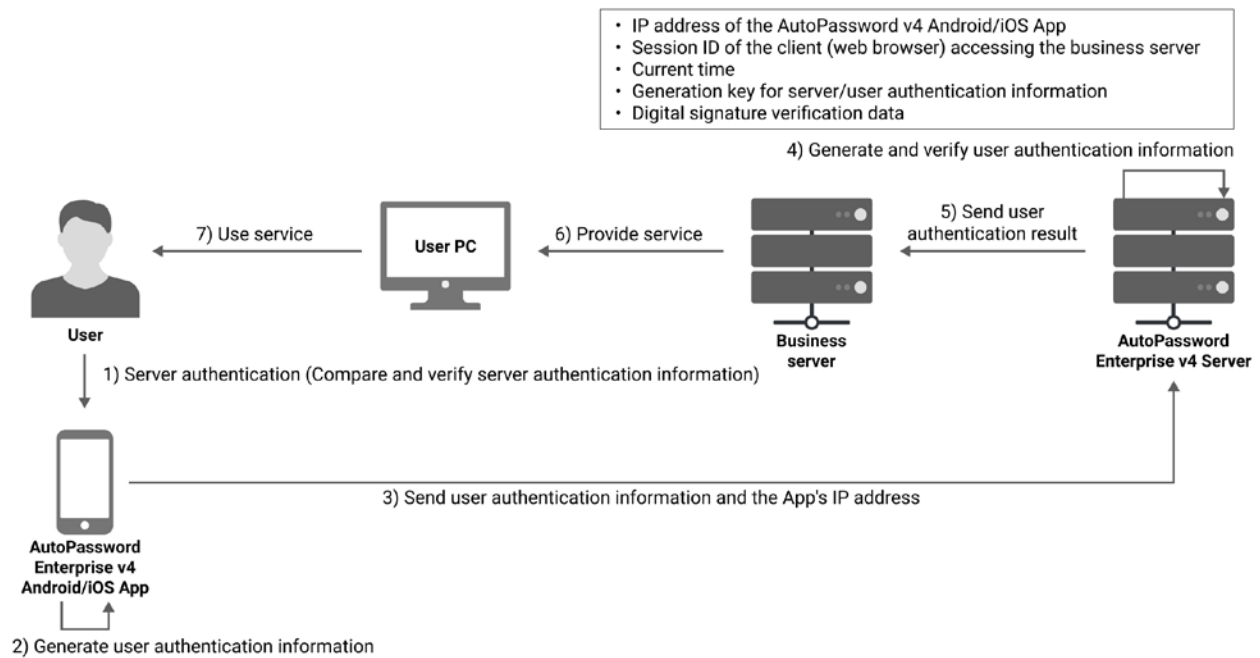 • IP address of the AutoPassword v4 Android/iOS App
• Session ID of the client (web browser) accessing the business server
• Current time
• Generation key for server/user authentication information
• Digital signature verification data
4) Generate and verify user authentication information
5) Send user
authentication result
6) Provide service
7) Use service
User PC
User
Business
server
AutoPassword
Enterprise v4 Server
1) Server authentication (Compare and verify server authentication information)
3) Send user authentication information and the App's IP address
AutoPassword
Enterprise v4
Android/iOS App
2) Generate user authentication information